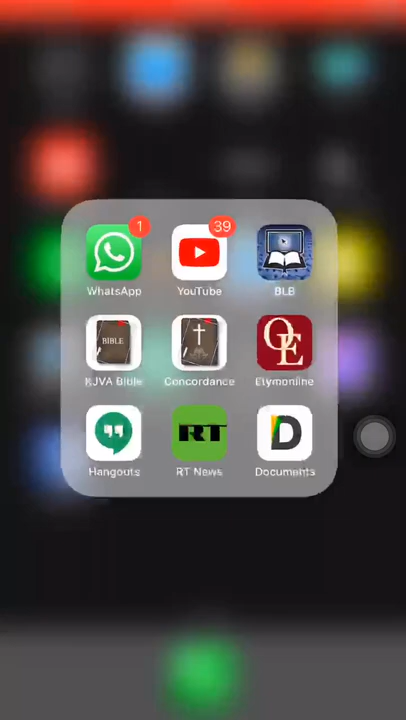 1
39
WhatsApp
YouTube
BLB
BIBLE
KJVA Bible
Concordance
OE
Etymonline
Hangouts
RT
RT News
D
Documents